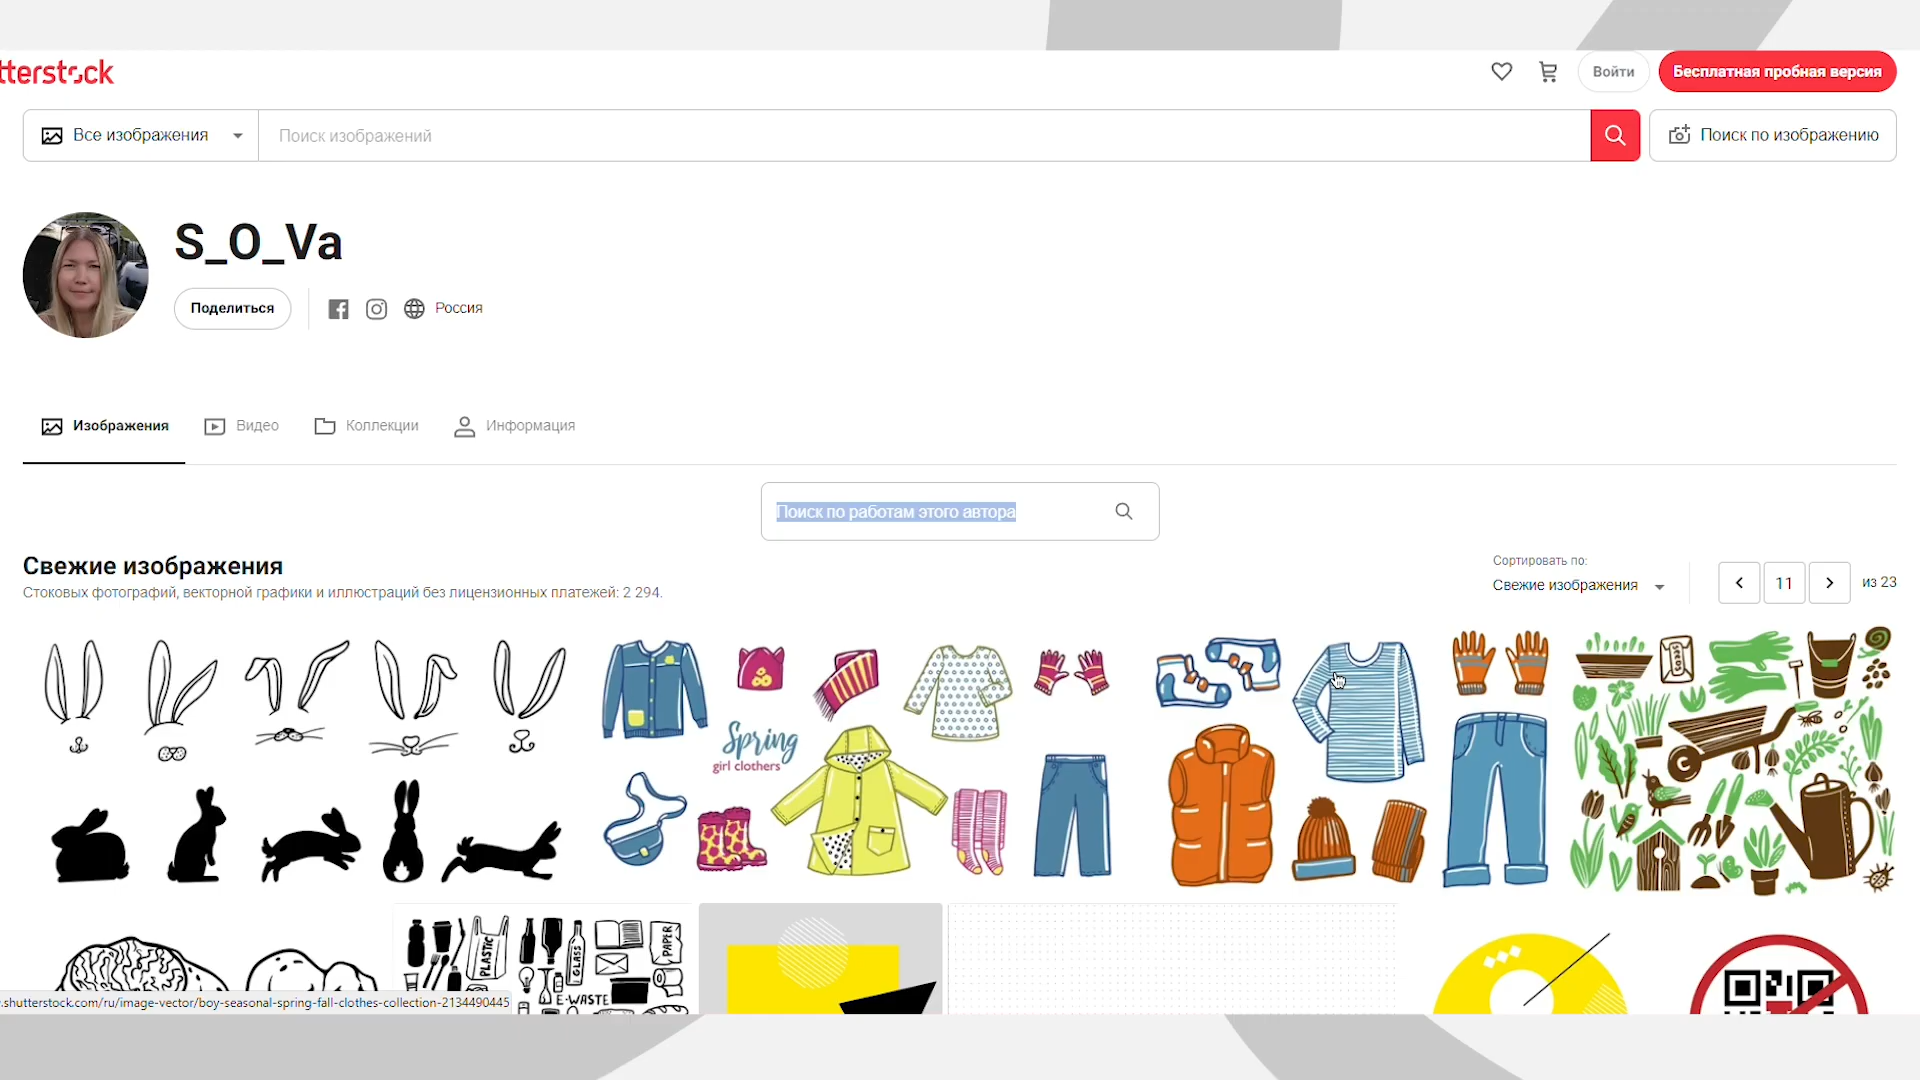 tterstock
Войти
Бесплатная пробная версия
Все изображения
Поиск изображений
Поиск по изображению
S_O_Va
Поделиться
Россия
Изображения
Видео
Коллекции
Информация
Поиск по работам этого автора
Свежие изображения
Стоковых фотографий, векторной графики и иллюстраций без лицензионных платежей: 2 294.
Сортировать по:
Свежие изображения
11
из 23
Spring
girl clothers
PLASTIC
GLASS
PAPER
E-WASTE
.shutterstock.com/ru/image-vector/boy-seasonal-spring-fall-clothes-collection-2134490445